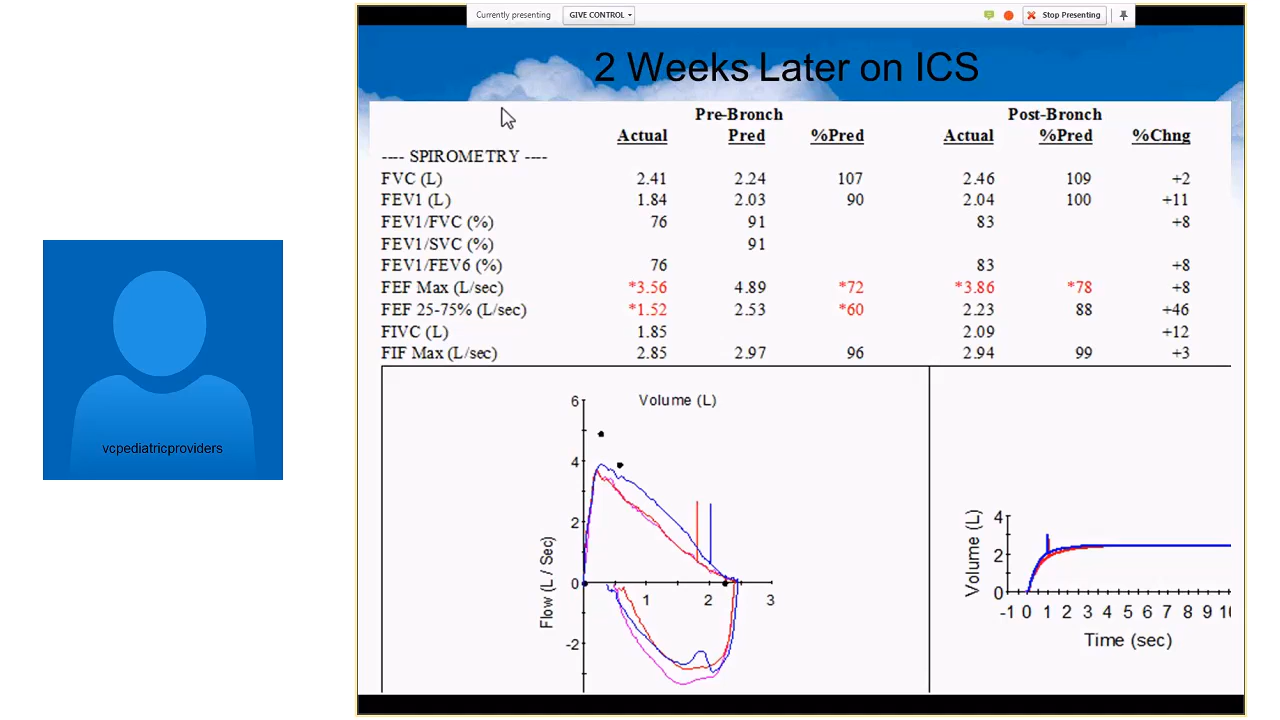 Currently presenting GIVE CONTROL Stop Presenting
2 Weeks Later on ICS
Pre-Bronch Post-Bronch
Actual Pred %Pred Actual %Pred %Chng
---- SPIROMETRY ----
FVC (L) 2.41 2.24 107 2.46 109 +2
FEV1 (L) 1.84 2.03 90 2.04 100 +11
FEV1/FVC (%) 76 91 83 +8
FEV1/SVC (%) 91
FEV1/FEV6 (%) 76 83 +8
FEF Max (L/sec) *3.56 4.89 *72 *3.86 *78 +8
FEF 25-75% (L/sec) *1.52 2.53 *60 2.23 88 +46
FIVC (L) 1.85 2.09 +12
FIF Max (L/sec) 2.85 2.97 96 2.94 99 +3
vcpediatricproviders
Volume (L)
Flow (L / Sec)
6
4
2
0
-2
1 2 3
Volume (L)
4
2
0
-1 0 1 2 3 4 5 6 7 8 9 10
Time (sec)